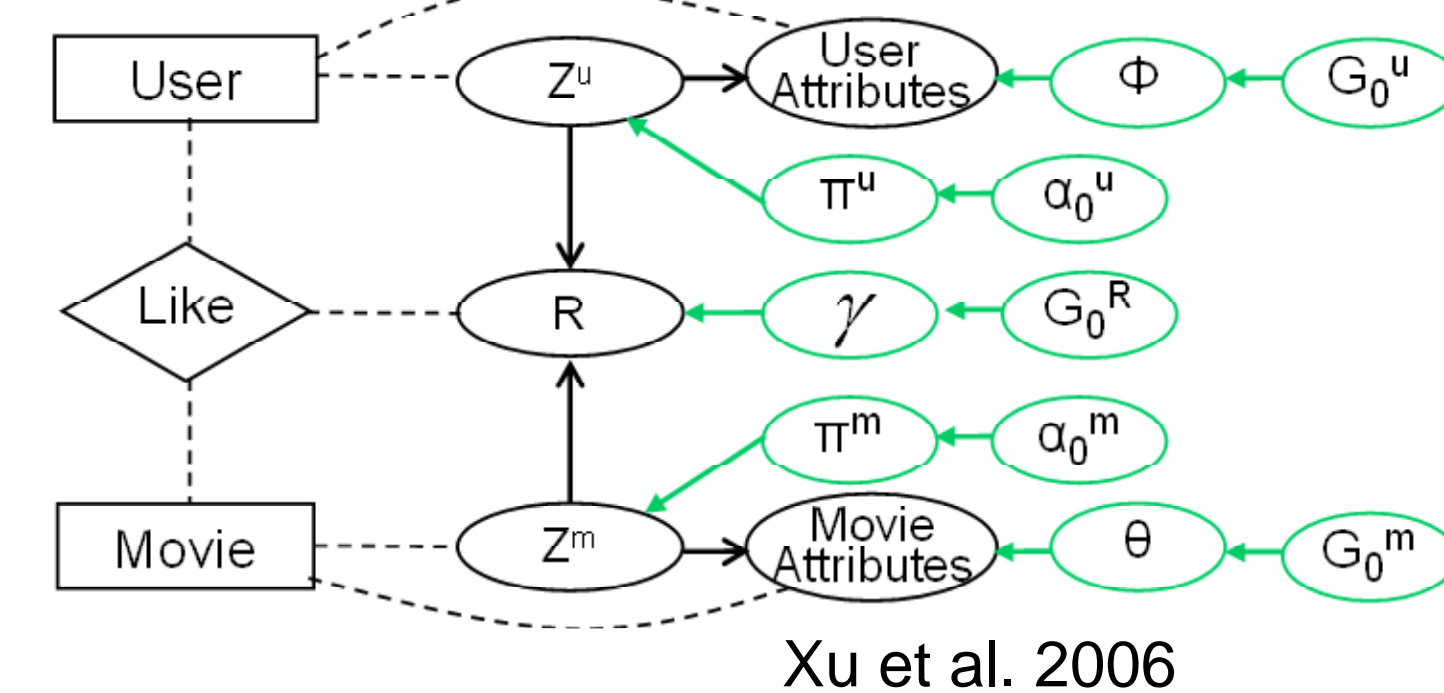 User
Zᵘ
User
Attributes
Φ
G₀ᵘ
πᵘ
α₀ᵘ
Like
R
γ
G₀ᴿ
πᵐ
α₀ᵐ
Movie
Zᵐ
Movie
Attributes
θ
G₀ᵐ
Xu et al. 2006